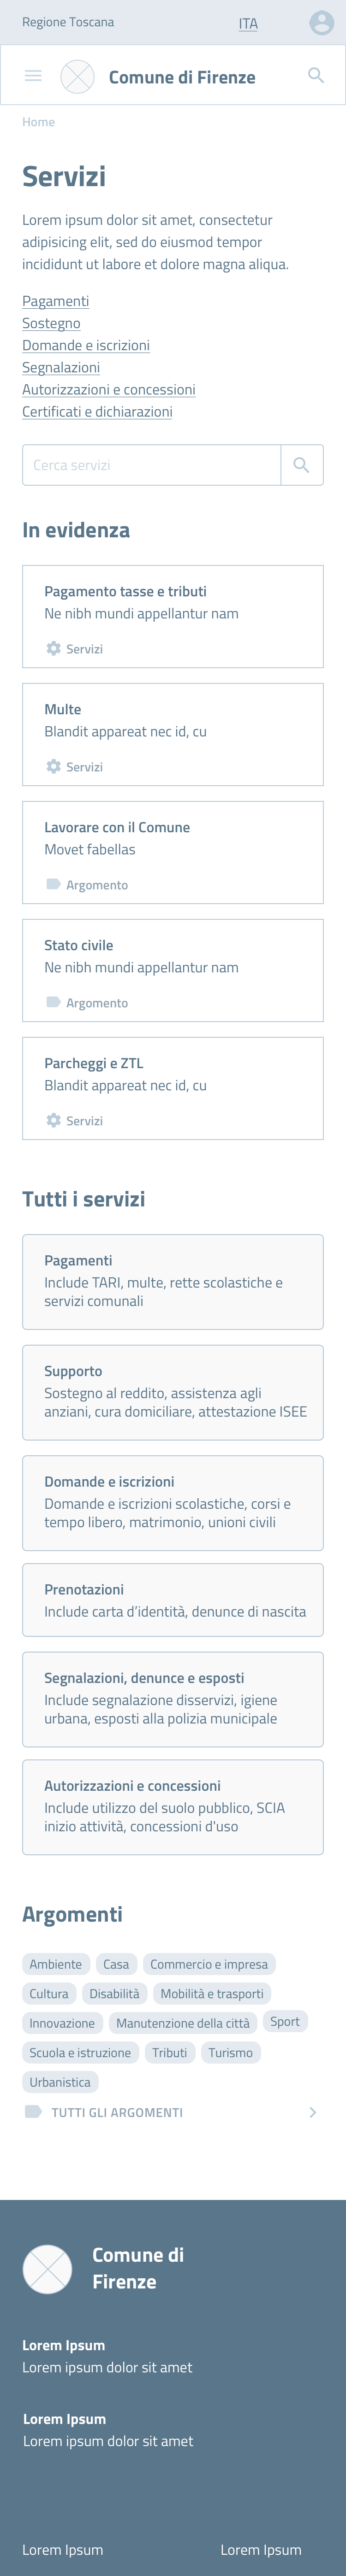 Regione Toscana
ITA
Comune di Firenze
Home
Servizi
Lorem ipsum dolor sit amet, consectetur
adipisicing elit, sed do eiusmod tempor
incididunt ut labore et dolore magna aliqua.
Pagamenti
Sostegno
Domande e iscrizioni
Segnalazioni
Autorizzazioni e concessioni
Certificati e dichiarazioni
Cerca servizi
In evidenza
Pagamento tasse e tributi
Ne nibh mundi appellantur nam
Servizi
Multe
Blandit appareat nec id, cu
Servizi
Lavorare con il Comune
Movet fabellas
Argomento
Stato civile
Ne nibh mundi appellantur nam
Argomento
Parcheggi e ZTL
Blandit appareat nec id, cu
Servizi
Tutti i servizi
Pagamenti
Include TARI, multe, rette scolastiche e
servizi comunali
Supporto
Sostegno al reddito, assistenza agli
anziani, cura domiciliare, attestazione ISEE
Domande e iscrizioni
Domande e iscrizioni scolastiche, corsi e
tempo libero, matrimonio, unioni civili
Prenotazioni
Include carta d’identità, denunce di nascita
Segnalazioni, denunce e esposti
Include segnalazione disservizi, igiene
urbana, esposti alla polizia municipale
Autorizzazioni e concessioni
Include utilizzo del suolo pubblico, SCIA
inizio attività, concessioni d'uso
Argomenti
Ambiente Casa Commercio e impresa
Cultura Disabilità Mobilità e trasporti
Innovazione Manutenzione della città Sport
Scuola e istruzione Tributi Turismo
Urbanistica
TUTTI GLI ARGOMENTI
Comune di
Firenze
Lorem Ipsum
Lorem ipsum dolor sit amet
Lorem Ipsum
Lorem ipsum dolor sit amet
Lorem Ipsum Lorem Ipsum